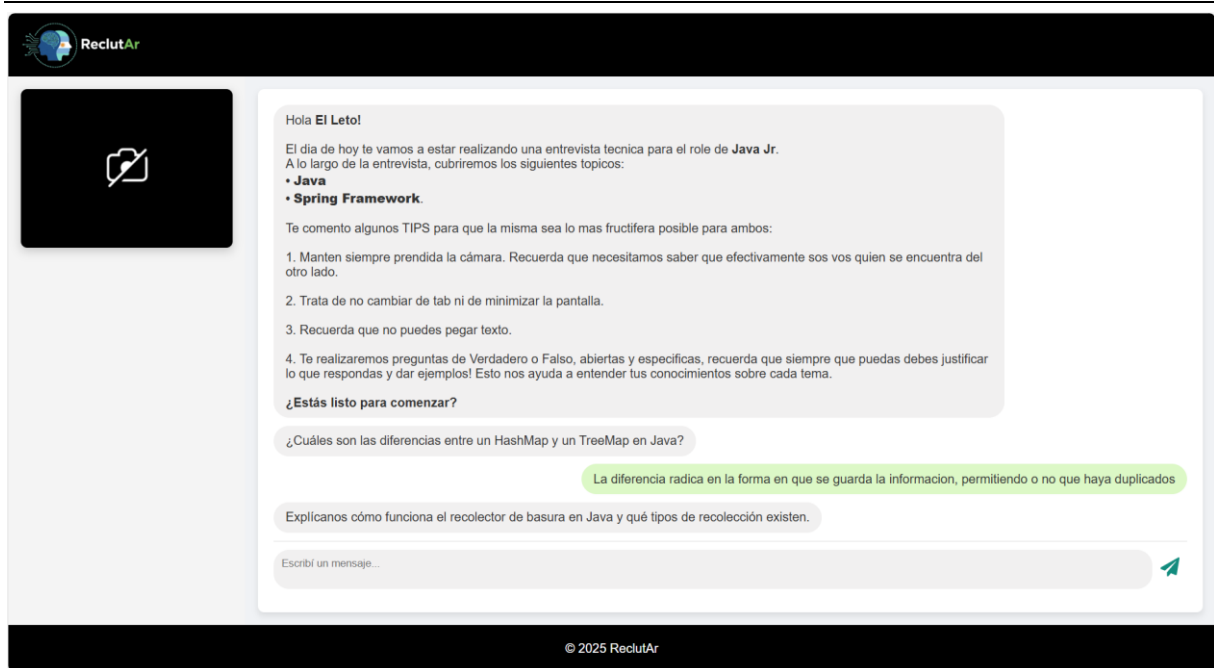 ReclutAr
Hola El Leto!
El dia de hoy te vamos a estar realizando una entrevista tecnica para el role de Java Jr.
A lo largo de la entrevista, cubriremos los siguientes topicos:
• Java
• Spring Framework.
Te comento algunos TIPS para que la misma sea lo mas fructifera posible para ambos:
1. Manten siempre prendida la cámara. Recuerda que necesitamos saber que efectivamente sos vos quien se encuentra del
otro lado.
2. Trata de no cambiar de tab ni de minimizar la pantalla.
3. Recuerda que no puedes pegar texto.
4. Te realizaremos preguntas de Verdadero o Falso, abiertas y especificas, recuerda que siempre que puedas debes justificar
lo que respondas y dar ejemplos! Esto nos ayuda a entender tus conocimientos sobre cada tema.
¿Estás listo para comenzar?
¿Cuáles son las diferencias entre un HashMap y un TreeMap en Java?
La diferencia radica en la forma en que se guarda la informacion, permitiendo o no que haya duplicados
Explícanos cómo funciona el recolector de basura en Java y qué tipos de recolección existen.
Escribí un mensaje...
© 2025 ReclutAr